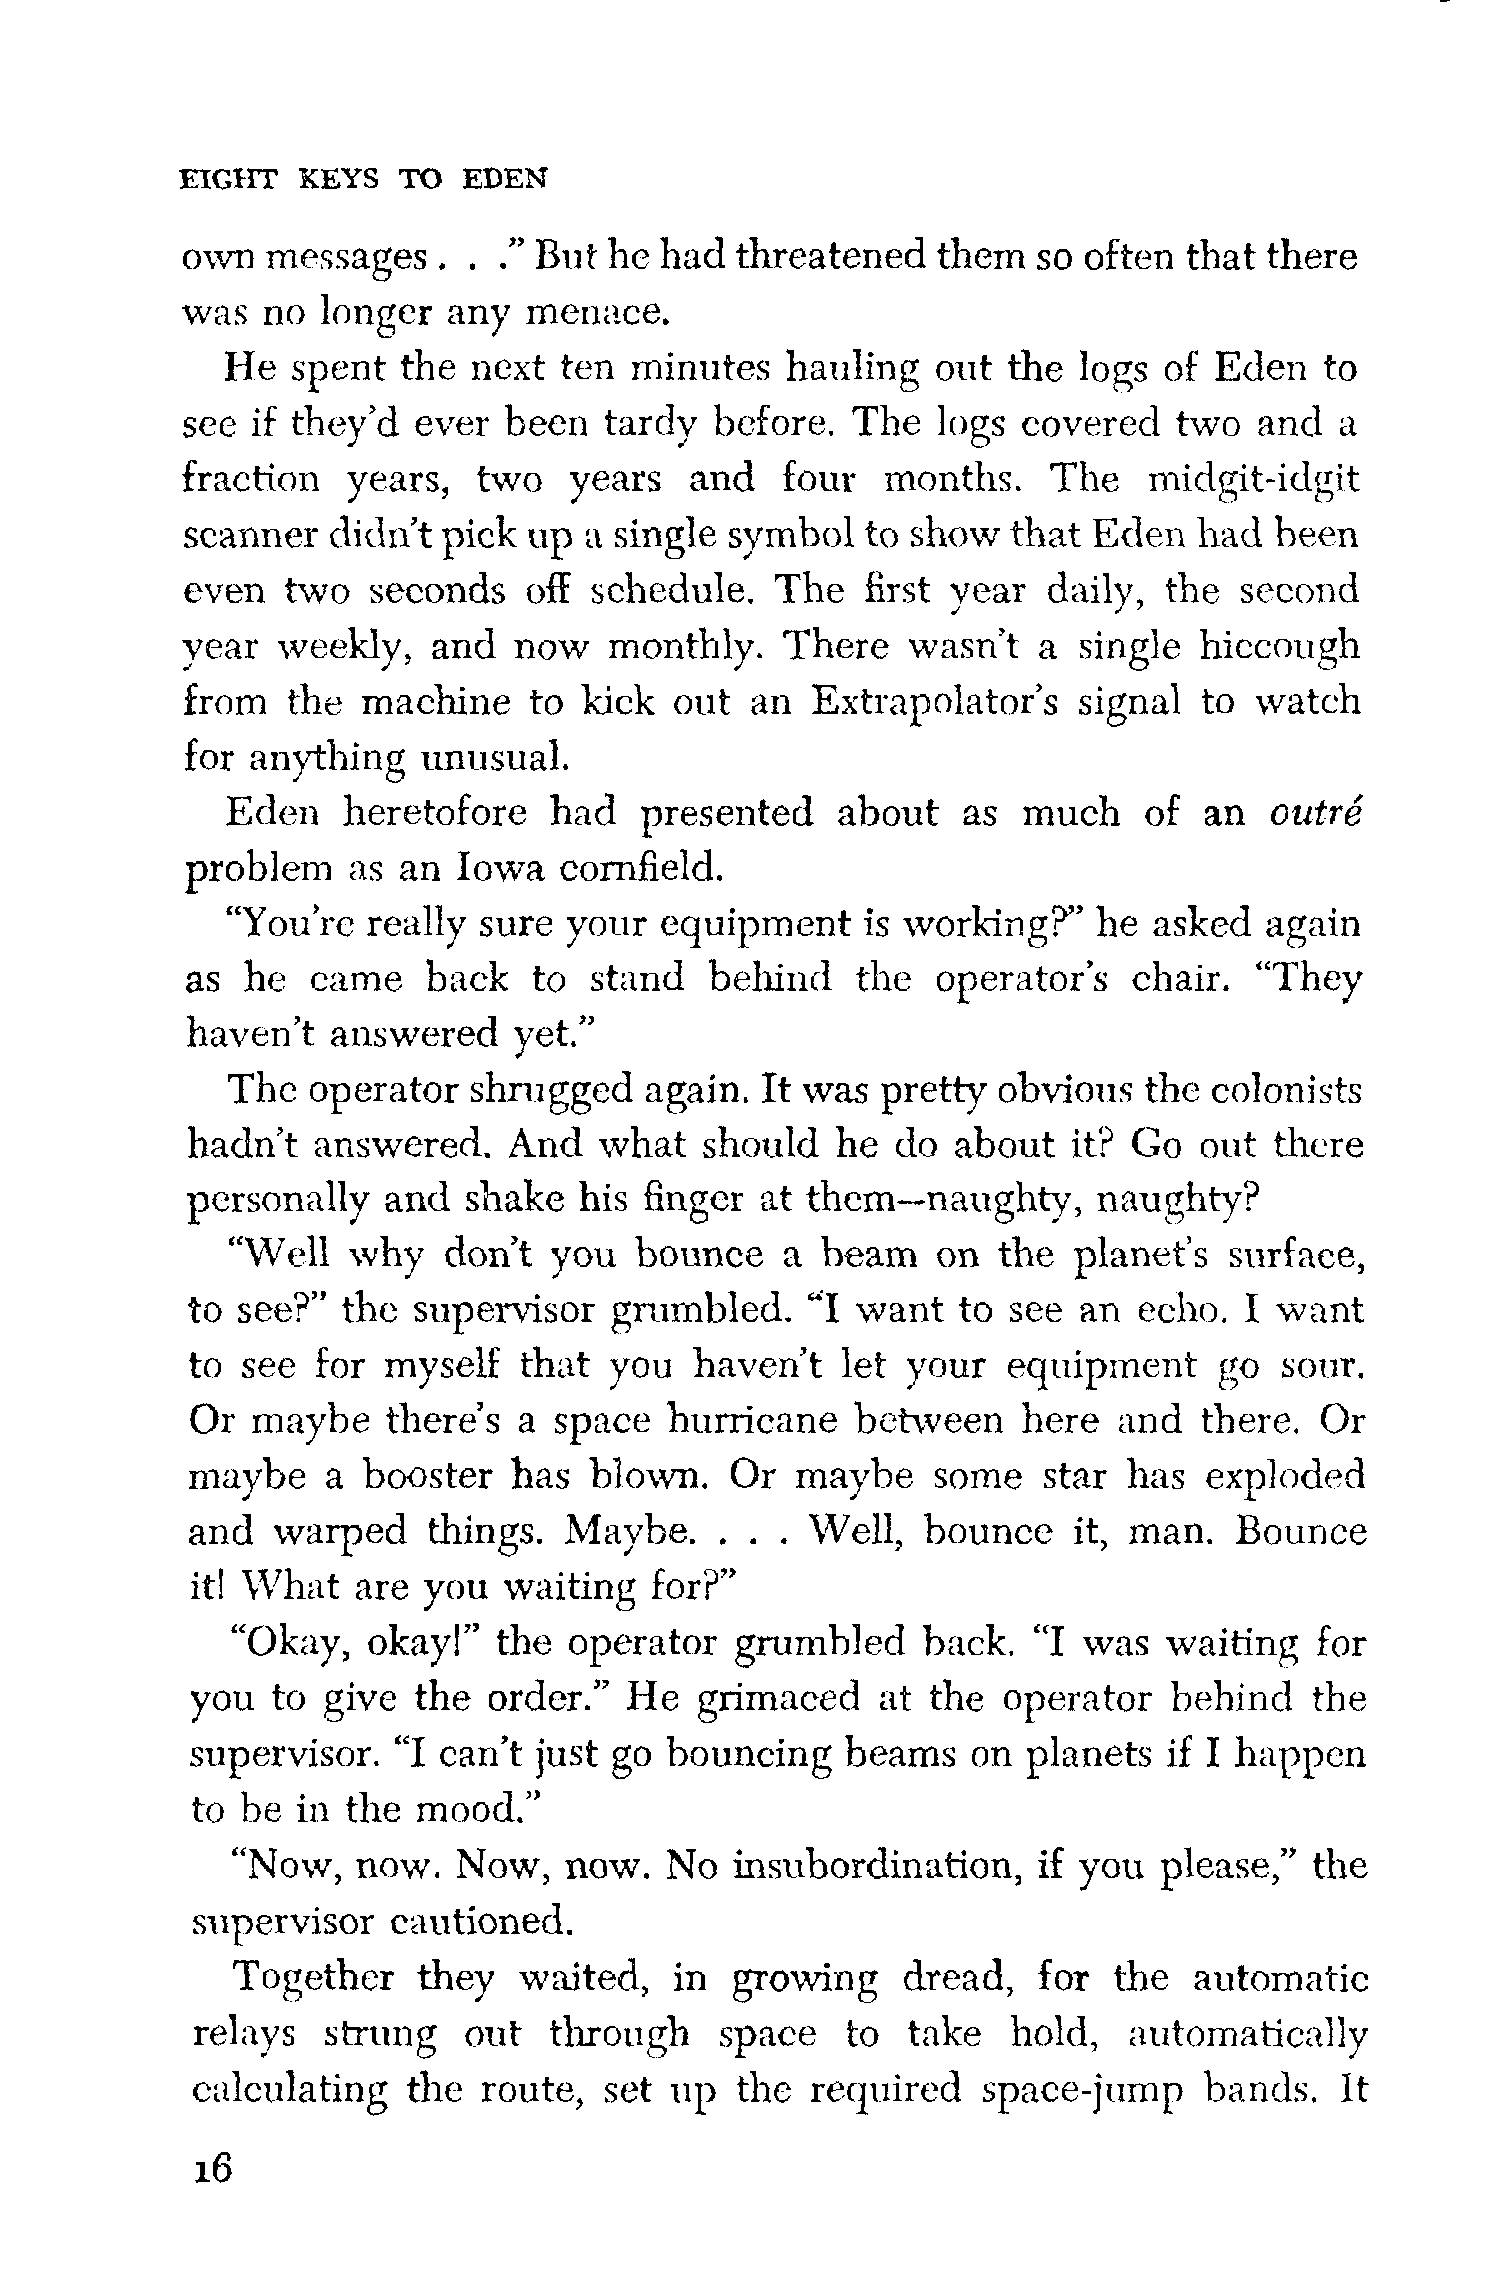 EIGHT KEYS TO EDEN
own messages . . .” But he had threatened them so often that there
was no longer any menace.
He spent the next ten minutes hauling out the logs of Eden to
see if they’d ever been tardy before. The logs covered two and a
fraction years, two years and four months. The midgit-idgit
scanner didn’t pick up a single symbol to show that Eden had been
even two seconds off schedule. The first year daily, the second
year weekly, and now monthly. There wasn’t a single hiccough
from the machine to kick out an Extrapolator’s signal to watch
for anything unusual.
Eden heretofore had presented about as much of an outré
problem as an Iowa cornfield.
“You’re really sure your equipment is working?” he asked again
as he came back to stand behind the operator’s chair. “They
haven’t answered yet.”
The operator shrugged again. It was pretty obvious the colonists
hadn’t answered. And what should he do about it? Go out there
personally and shake his finger at them—naughty, naughty?
“Well why don’t you bounce a beam on the planet’s surface,
to see?” the supervisor grumbled. “I want to see an echo. I want
to see for myself that you haven’t let your equipment go sour.
Or maybe there’s a space hurricane between here and there. Or
maybe a booster has blown. Or maybe some star has exploded
and warped things. Maybe. . . . Well, bounce it, man. Bounce
it! What are you waiting for?”
“Okay, okay!” the operator grumbled back. “I was waiting for
you to give the order.” He grimaced at the operator behind the
supervisor. “I can’t just go bouncing beams on planets if I happen
to be in the mood.”
“Now, now. Now, now. No insubordination, if you please,” the
supervisor cautioned.
Together they waited, in growing dread, for the automatic
relays strung out through space to take hold, automatically
calculating the route, set up the required space-jump bands. It
16